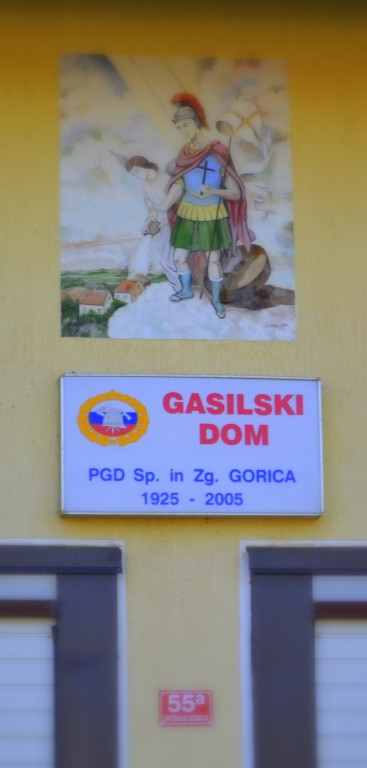 GASILSKI
DOM
PGD Sp. in Zg. GORICA
1925 - 2005
55a